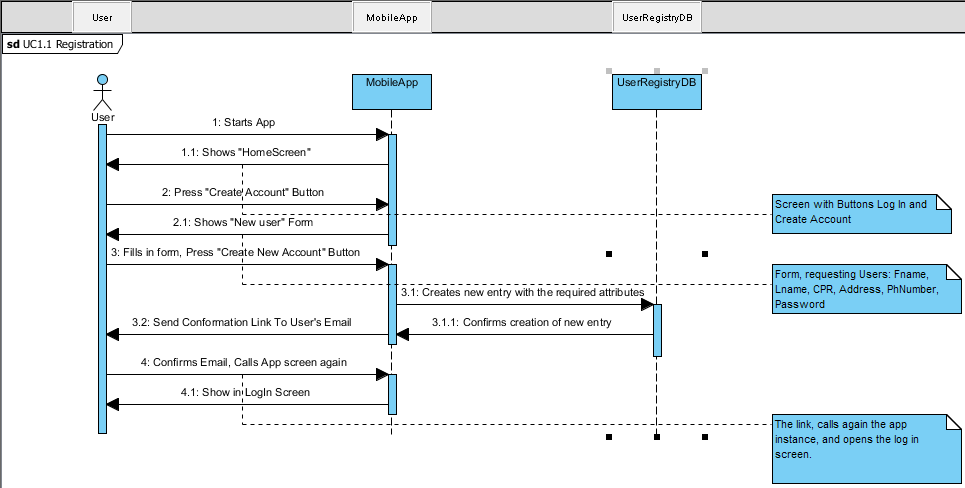 User
MobileApp
UserRegistryDB
sd UC1.1 Registration
MobileApp
UserRegistryDB
User
1: Starts App
1.1: Shows "HomeScreen"
2: Press "Create Account" Button
Screen with Buttons Log In and
Create Account
2.1: Shows "New user" Form
3: Fills in form, Press "Create New Account" Button
Form, requesting Users: Fname,
Lname, CPR, Address, PhNumber,
Password
3.1: Creates new entry with the required attributes
3.2: Send Conformation Link To User's Email
3.1.1: Confirms creation of new entry
4: Confirms Email, Calls App screen again
4.1: Show in LogIn Screen
The link, calls again the app
instance, and opens the log in
screen.